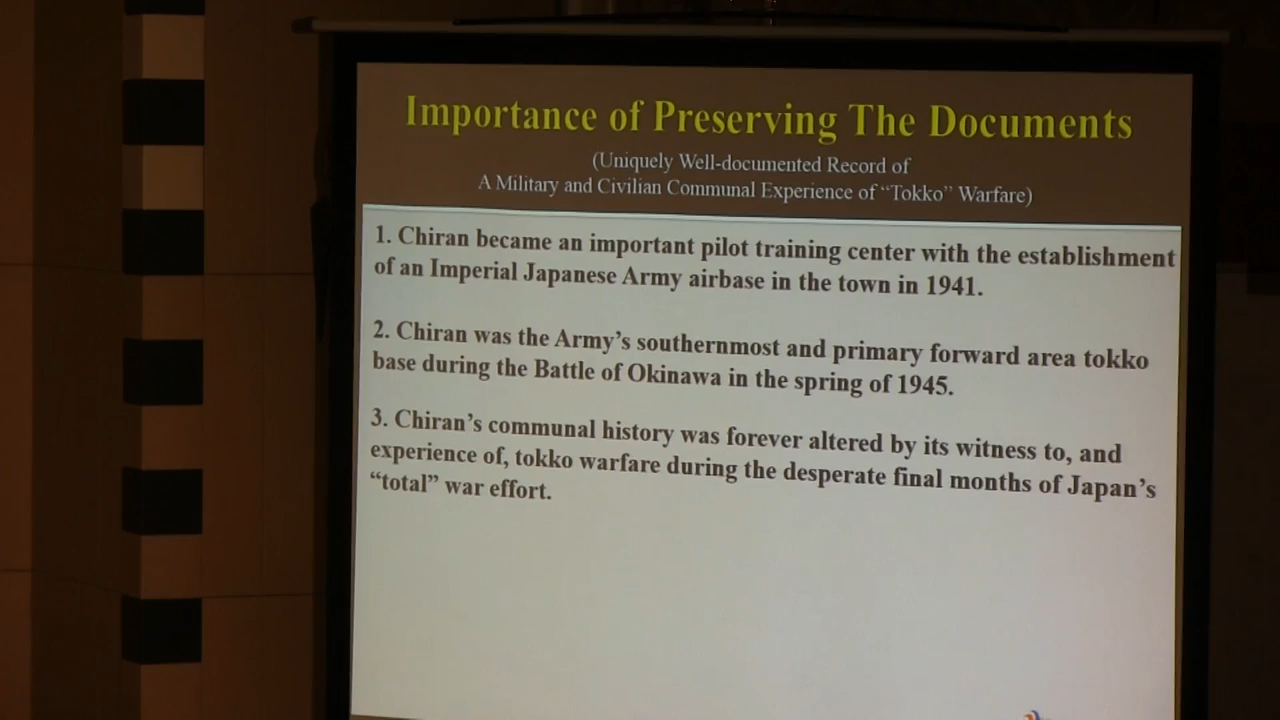 Importance of Preserving The Documents
(Uniquely Well-documented Record of
A Military and Civilian Communal Experience of “Tokko” Warfare)
1. Chiran became an important pilot training center with the establishment
of an Imperial Japanese Army airbase in the town in 1941.
2. Chiran was the Army’s southernmost and primary forward area tokko
base during the Battle of Okinawa in the spring of 1945.
3. Chiran’s communal history was forever altered by its witness to, and
experience of, tokko warfare during the desperate final months of Japan’s
“total” war effort.